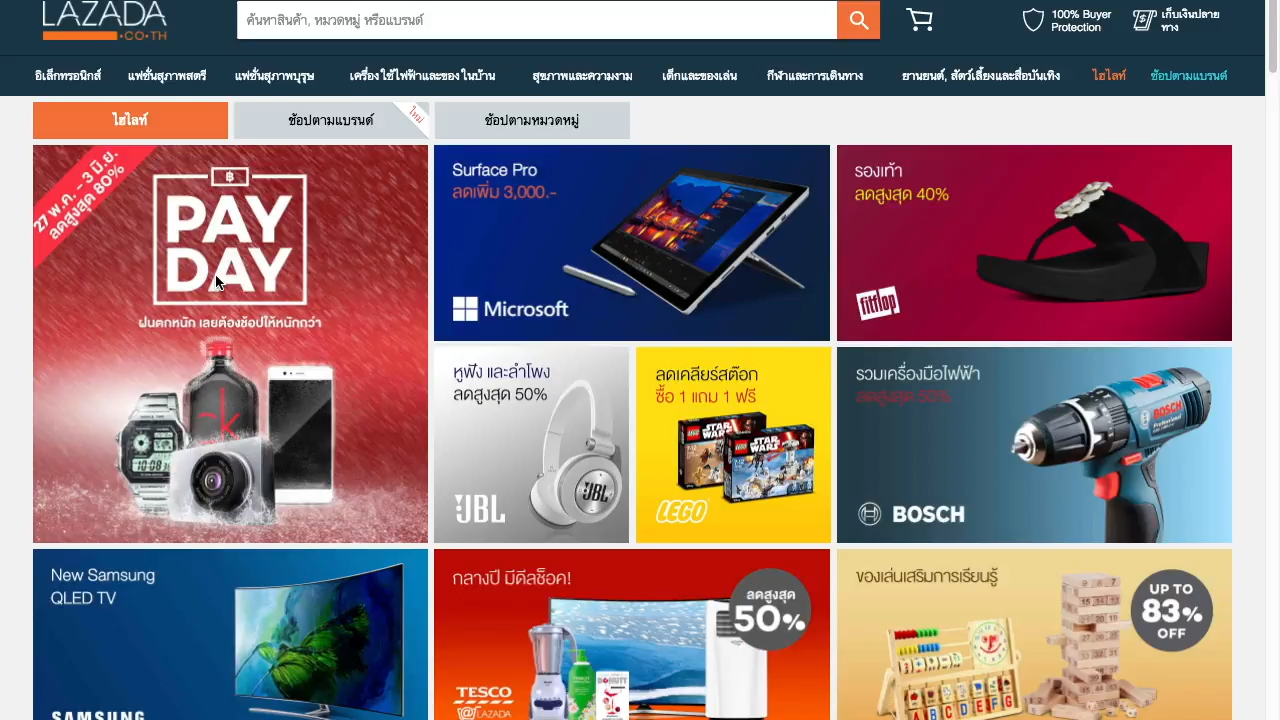 LAZADA
.CO.TH
ค้นหาสินค้า, หมวดหมู่ หรือแบรนด์
100% Buyer
Protection
เก็บเงินปลาย
ทาง
อิเล็กทรอนิกส์ แฟชั่นสุภาพสตรี แฟชั่นสุภาพบุรุษ เครื่องใช้ไฟฟ้าและของในบ้าน สุขภาพและความงาม เด็กและของเล่น กีฬาและการเดินทาง ยานยนต์, สัตว์เลี้ยงและสื่อบันเทิง ไฮไลท์ ช้อปตามแบรนด์
ไฮไลท์ ช้อปตามแบรนด์ ใหม่ ช้อปตามหมวดหมู่
27 พ.ค. - 3 มิ.ย.
ลดสูงสุด 80%
฿
PAY
DAY
ฝนตกหนัก เลยต้องช้อปให้หนักกว่า
Surface Pro
ลดเพิ่ม 3,000.-
Microsoft
รองเท้า
ลดสูงสุด 40%
fitflop
หูฟัง และลำโพง
ลดสูงสุด 50%
JBL
JBL
ลดเคลียร์สต๊อก
ซื้อ 1 แถม 1 ฟรี
LEGO
STAR WARS
STAR WARS
LEGO
รวมเครื่องมือไฟฟ้า
ลดสูงสุด 50%
BOSCH
BOSCH
New Samsung
QLED TV
SAMSUNG
กลางปี มีดีลช็อค!
ลดสูงสุด
50%
TESCO
@LAZADA
DONUTT
ของเล่นเสริมการเรียนรู้
UP TO
83%
OFF
A B C D E F G